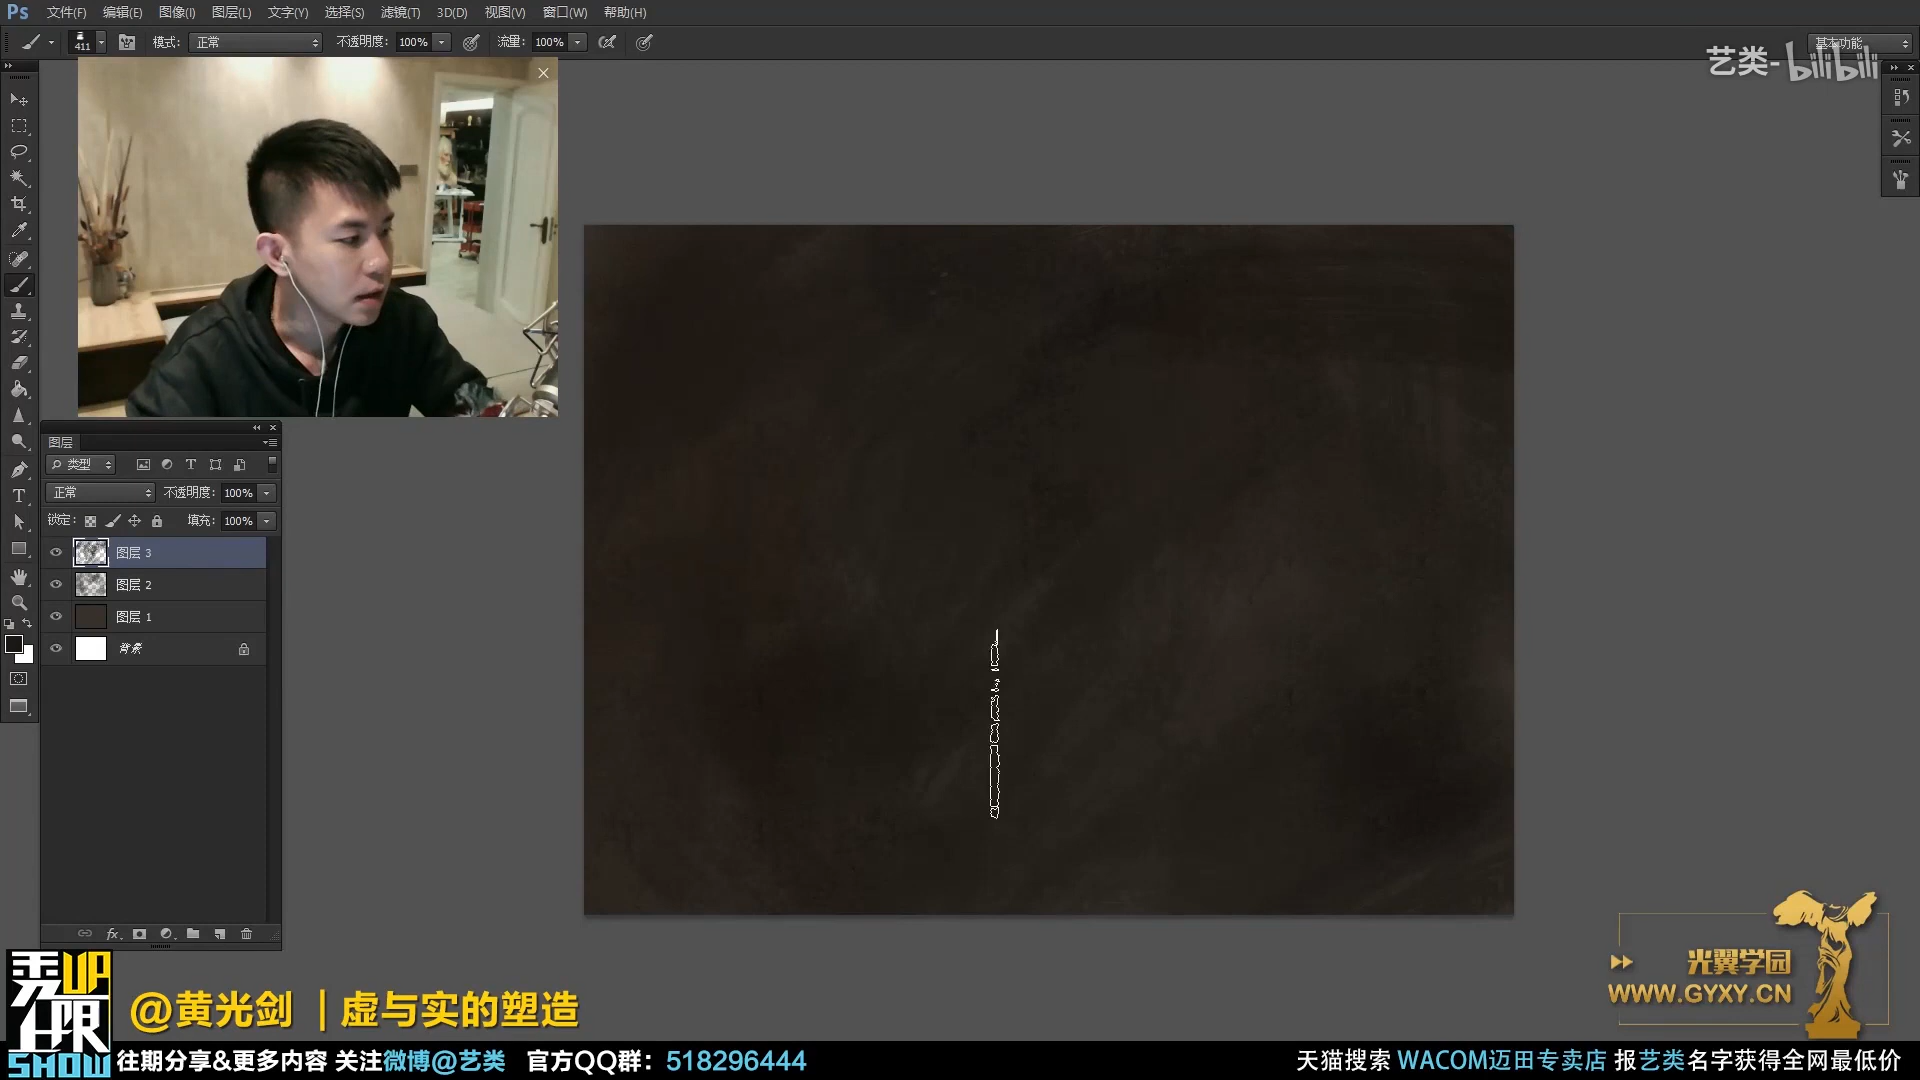 Ps 文件(F) 编辑(E) 图像(I) 图层(L) 文字(Y) 选择(S) 滤镜(T) 3D(D) 视图(V) 窗口(W) 帮助(H)
411 模式: 正常 不透明度: 100% 流量: 100% 基本功能
艺类-bilibili
图层
类型
正常 不透明度: 100%
锁定: 填充: 100%
图层 3
图层 2
图层 1
背景
光翼学园
WWW.GYXY.CN
UP
SHOW
@黄光剑 | 虚与实的塑造
往期分享&更多内容 关注微博@艺类 官方QQ群: 518296444
天猫搜索 WACOM迈田专卖店 报艺类名字获得全网最低价